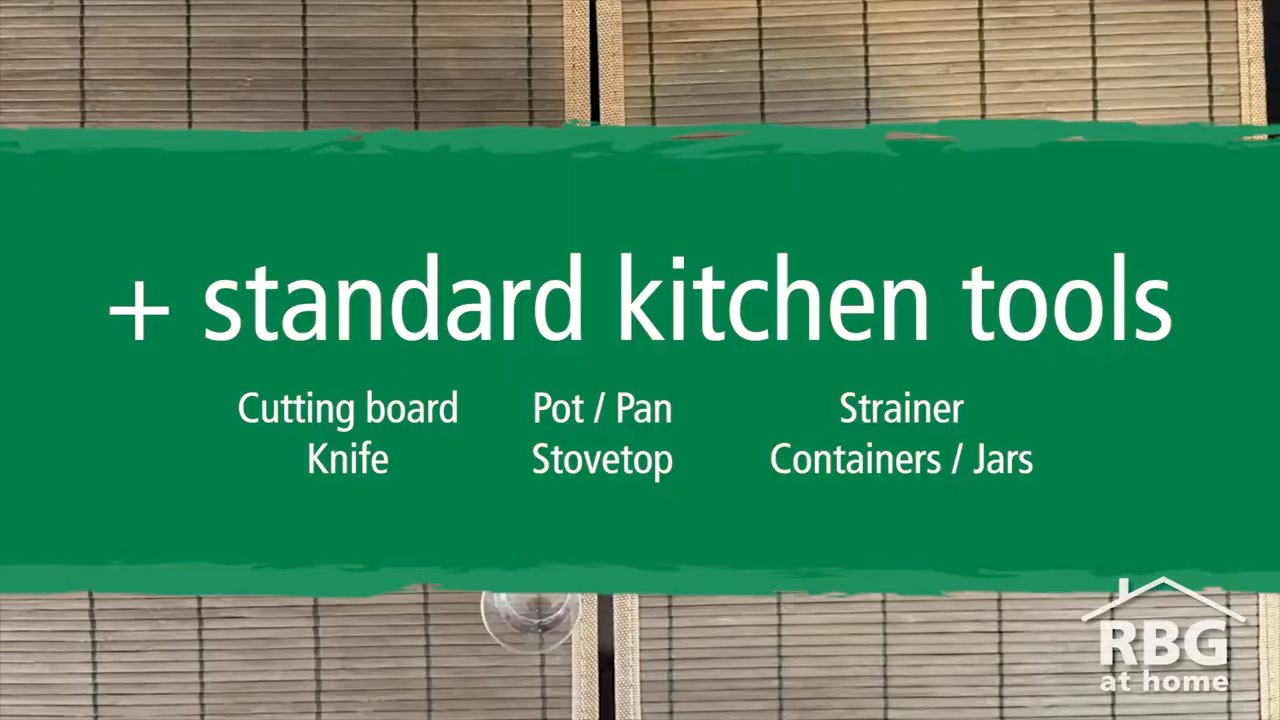 + standard kitchen tools
Cutting board
Knife
Pot / Pan
Stovetop
Strainer
Containers / Jars
RBG
at home